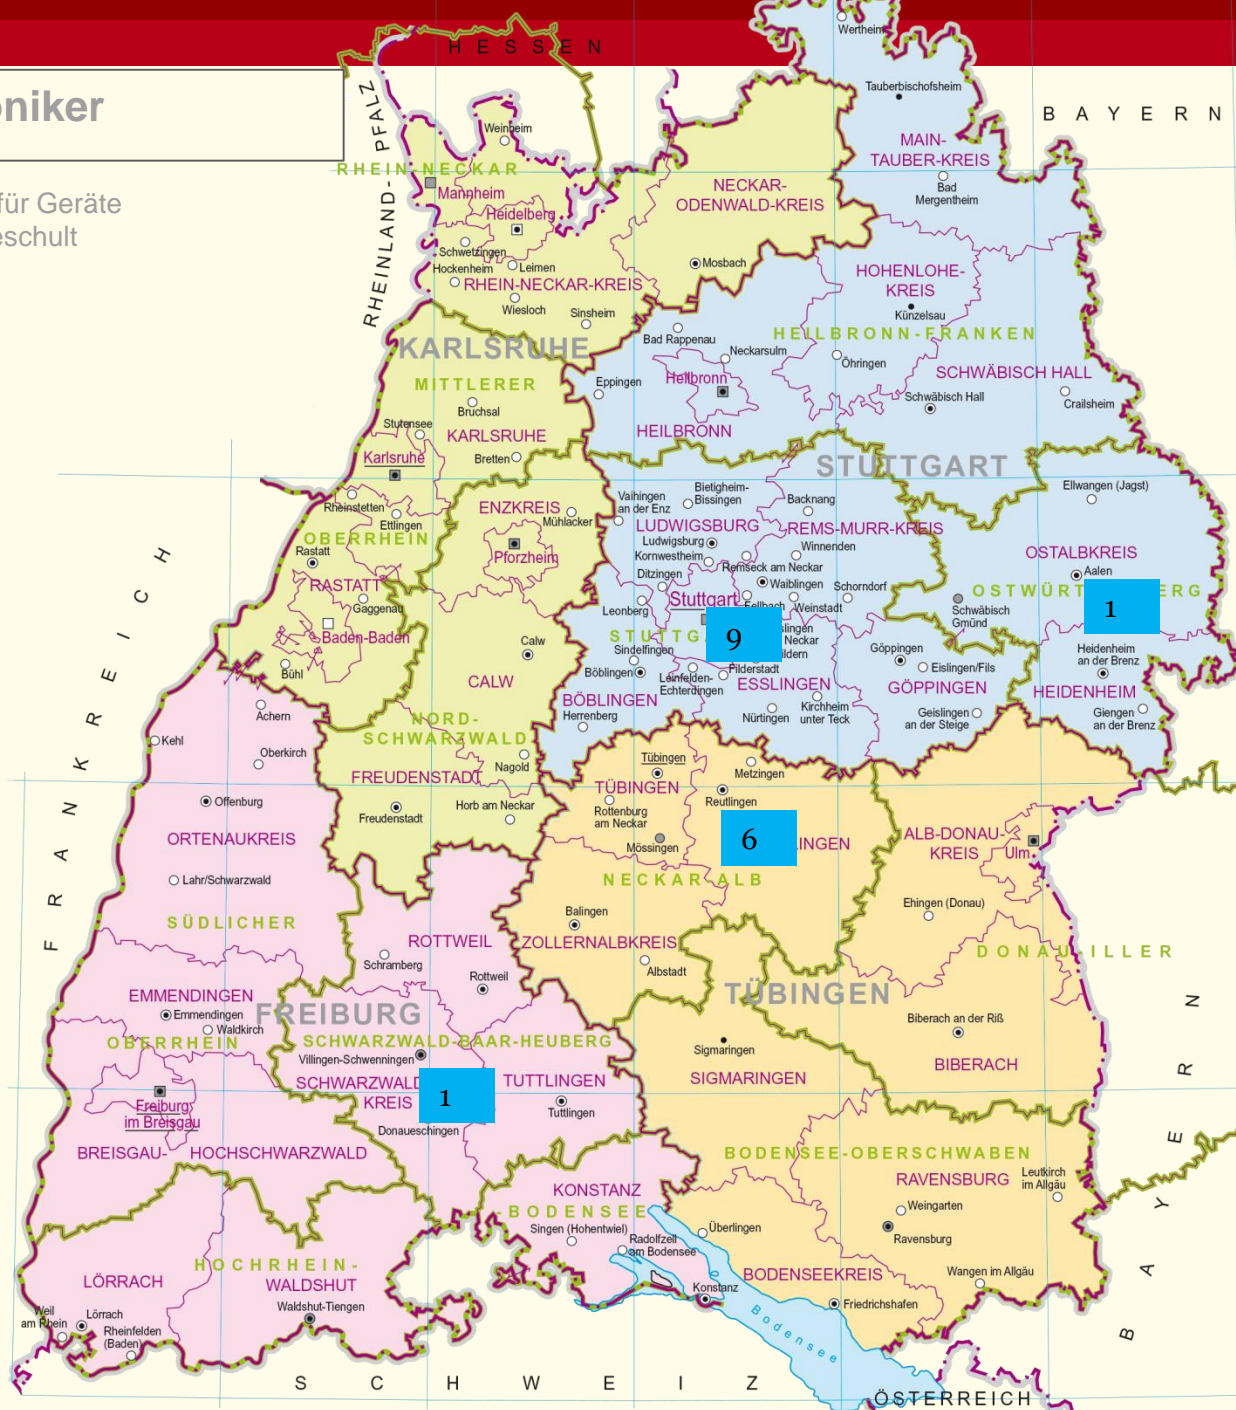 HESSEN
Wertheim
oniker
für Geräte
eschult
BAYERN
RHEINLAND-PFALZ
Tauberbischofsheim
MAIN-
TAUBER-KREIS
Bad
Mergentheim
Weinheim
RHEIN-NECKAR
Mannheim
Heidelberg
Schwetzingen
Hockenheim
Leimen
RHEIN-NECKAR-KREIS
Wiesloch
Sinsheim
NECKAR-
ODENWALD-KREIS
Mosbach
HOHENLOHE-
KREIS
Künzelsau
HEILBRONN-FRANKEN
Bad Rappenau
Neckarsulm
Öhringen
KARLSRUHE
MITTLERER
Bruchsal
Eppingen
Heilbronn
SCHWÄBISCH HALL
Schwäbisch Hall
Crailsheim
Stutensee
KARLSRUHE
HEILBRONN
Karlsruhe
Bretten
STUTTGART
Rheinstetten
Ettlingen
OBERRHEIN
ENZKREIS
Mühlacker
Pforzheim
Vaihingen
an der Enz
Bietigheim-
Bissingen
Backnang
LUDWIGSBURG
REMS-MURR-KREIS
Ludwigsburg
Winnenden
Kornwestheim
Remseck am Neckar
Ditzingen
Waiblingen
Schorndorf
Ellwangen (Jagst)
OSTALBKREIS
Aalen
OSTWÜRT
ERG
1
Rastatt
RASTATT
Gaggenau
Baden-Baden
Bühl
Leonberg
Stuttgart
Fellbach
Weinstadt
Schwäbisch
Gmünd
STUTTG
9
slingen
Neckar
ildern
Sindelfingen
Böblingen
Leinfelden-
Echterdingen
Filderstadt
ESSLINGEN
Göppingen
Eislingen/Fils
GÖPPINGEN
Heidenheim
an der Brenz
HEIDENHEIM
Giengen
an der Brenz
Calw
CALW
BÖBLINGEN
Herrenberg
Nürtingen
Kirchheim
unter Teck
Geislingen
an der Steige
FRANKREICH
Achern
Kehl
Oberkirch
NORD-
SCHWARZWALD
Nagold
FREUDENSTADT
Freudenstadt
Horb am Neckar
Tübingen
TÜBINGEN
Rottenburg
am Neckar
Metzingen
Reutlingen
6
LINGEN
Mössingen
NECKAR-ALB
ALB-DONAU-
KREIS
Ulm
Offenburg
ORTENAUKREIS
Lahr/Schwarzwald
SÜDLICHER
Ehingen (Donau)
DONAU-ILLER
Balingen
ZOLLERNALBKREIS
Albstadt
ROTTWEIL
Schramberg
Rottweil
TÜBINGEN
EMMENDINGEN
Emmendingen
Waldkirch
OBERRHEIN
FREIBURG
SCHWARZWALD-BAAR-HEUBERG
Villingen-Schwenningen
SCHWARZWALD
KREIS
1
Donaueschingen
TUTTLINGEN
Tuttlingen
Sigmaringen
SIGMARINGEN
Biberach an der Riß
BIBERACH
Freiburg
im Breisgau
BREISGAU-
HOCHSCHWARZWALD
BODENSEE-OBERSCHWABEN
RAVENSBURG
Leutkirch
im Allgäu
Weingarten
Ravensburg
BAYERN
KONSTANZ
-BODENSEE
Singen (Hohentwiel)
Radolfzell
am Bodensee
Überlingen
BODENSEEKREIS
Wangen im Allgäu
Konstanz
Friedrichshafen
Bodensee
HOCHRHEIN-
LÖRRACH
WALDSHUT
Waldshut-Tiengen
Weil
am Rhein
Lörrach
Rheinfelden
(Baden)
SCHWEIZ
ÖSTERREICH